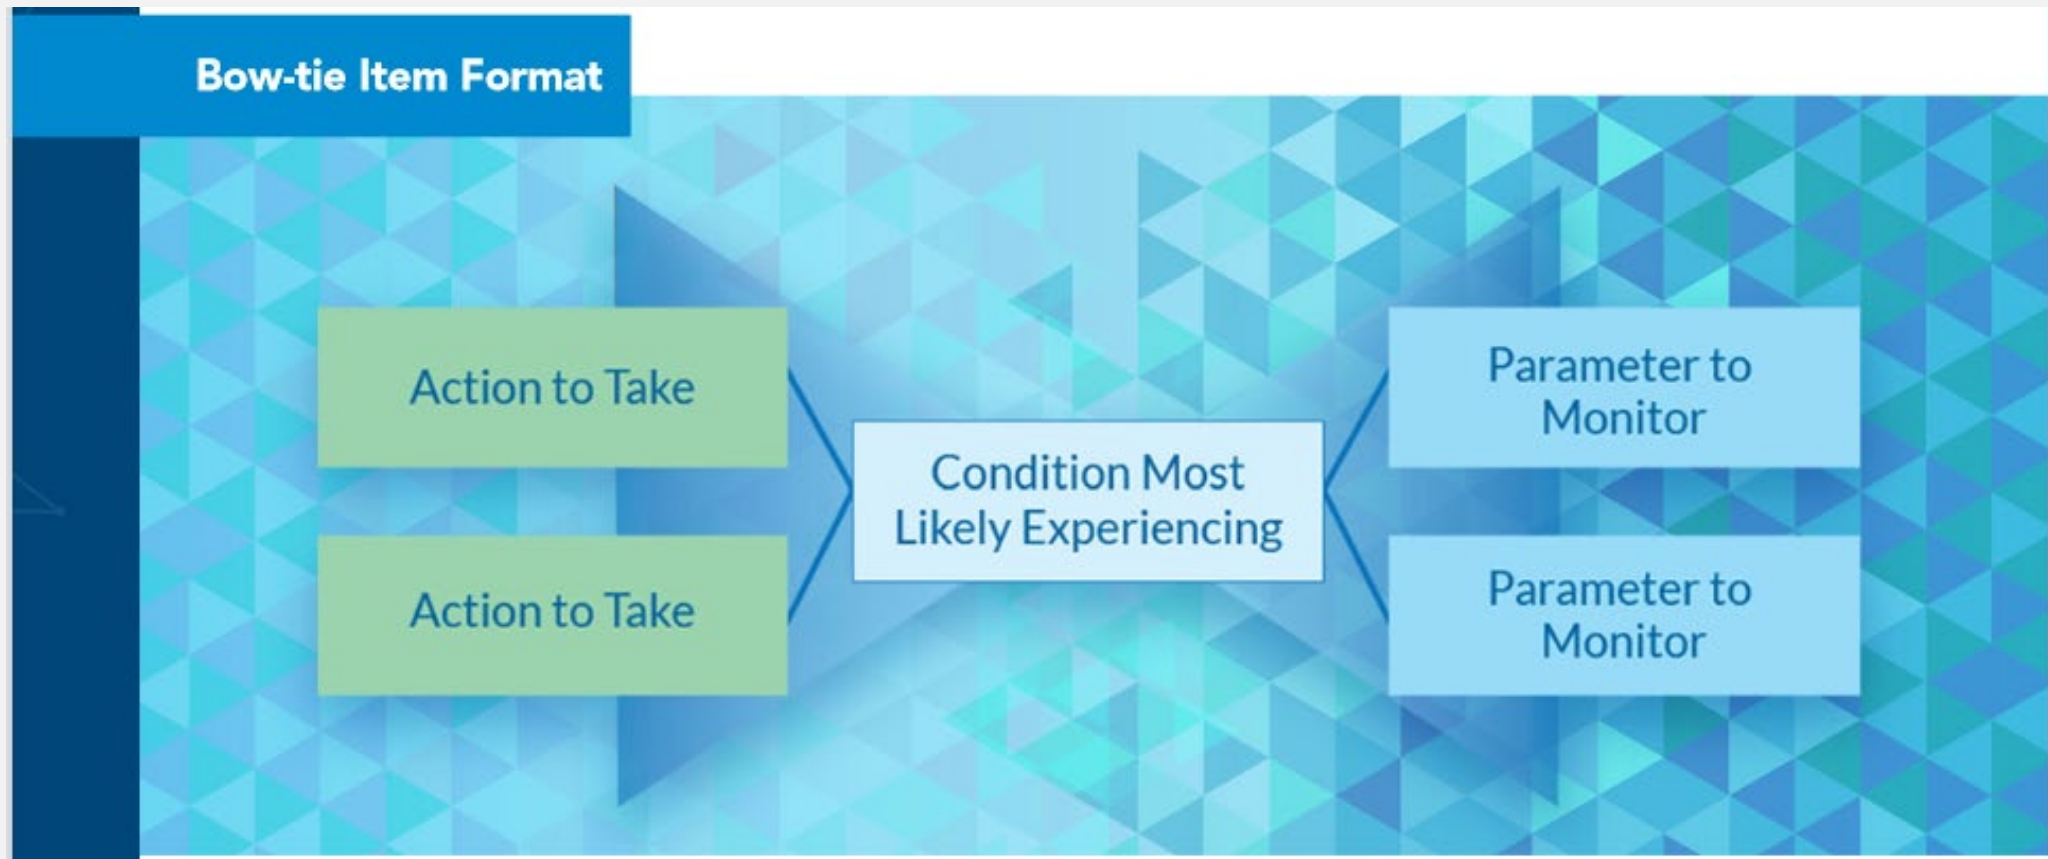 Bow-tie Item Format
Action to Take
Action to Take
Condition Most
Likely Experiencing
Parameter to
Monitor
Parameter to
Monitor